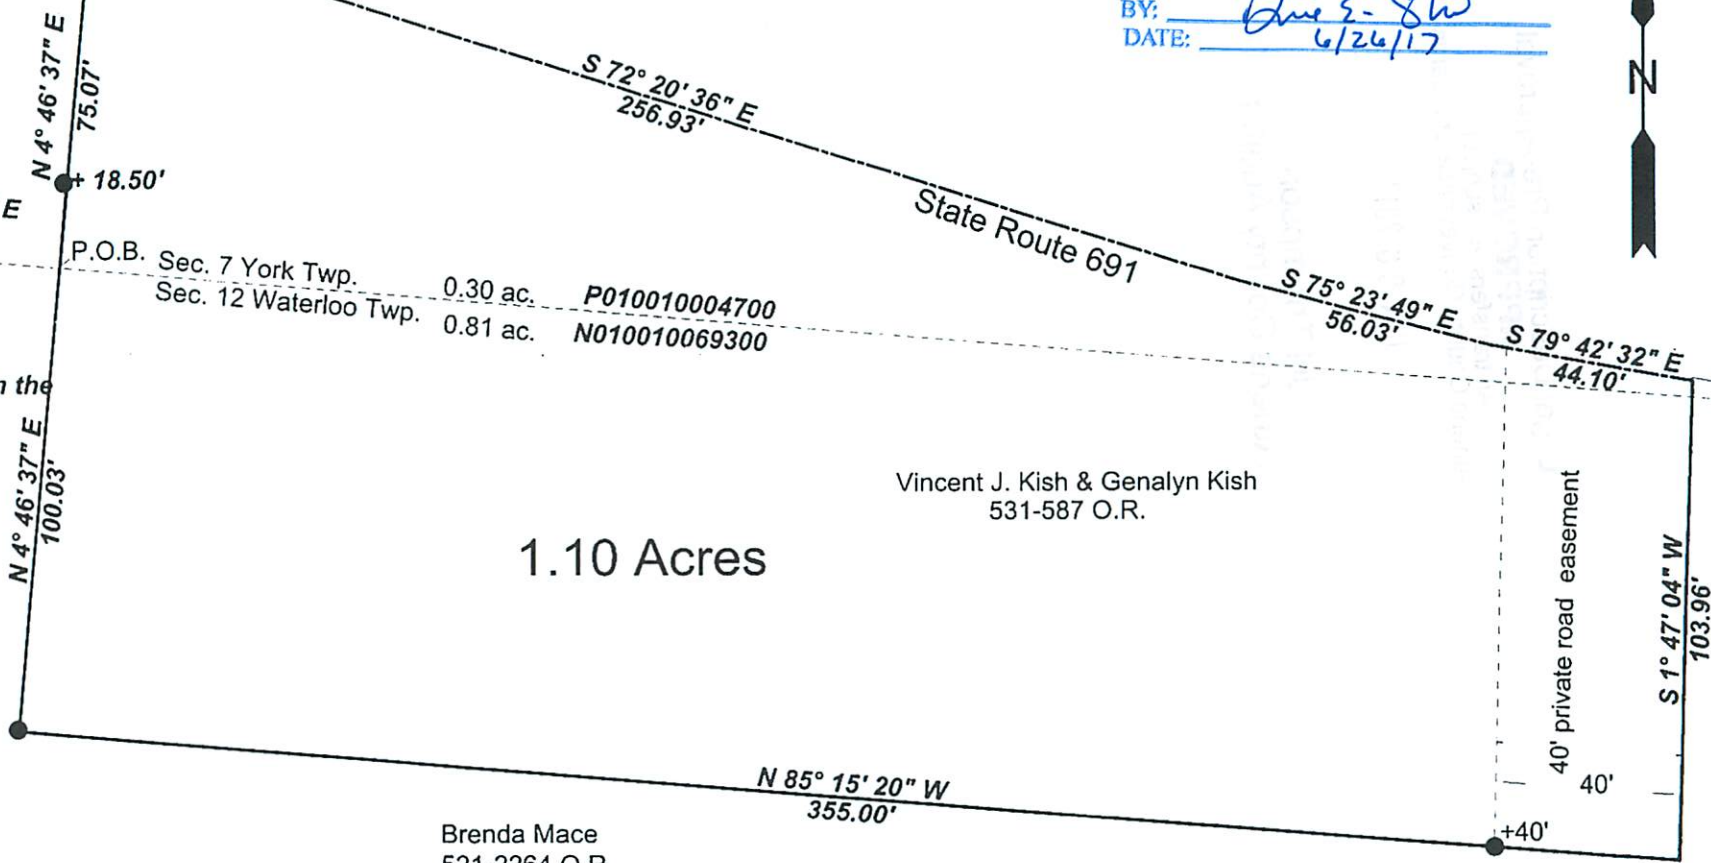 BY:
DATE: 6/26/17
N
N 4° 46' 37" E
75.07'
+ 18.50'
E
S 72° 20' 36" E
256.93'
State Route 691
S 75° 23' 49" E
56.03'
S 79° 42' 32" E
44.10'
P.O.B. Sec. 7 York Twp. 0.30 ac. P010010004700
Sec. 12 Waterloo Twp. 0.81 ac. N010010069300
the
N 4° 46' 37" E
100.03'
Vincent J. Kish & Genalyn Kish
531-587 O.R.
1.10 Acres
40' private road easement
S 1° 47' 04" W
103.96'
40'
+40'
N 85° 15' 20" W
355.00'
Brenda Mace
521-2264 O.R.